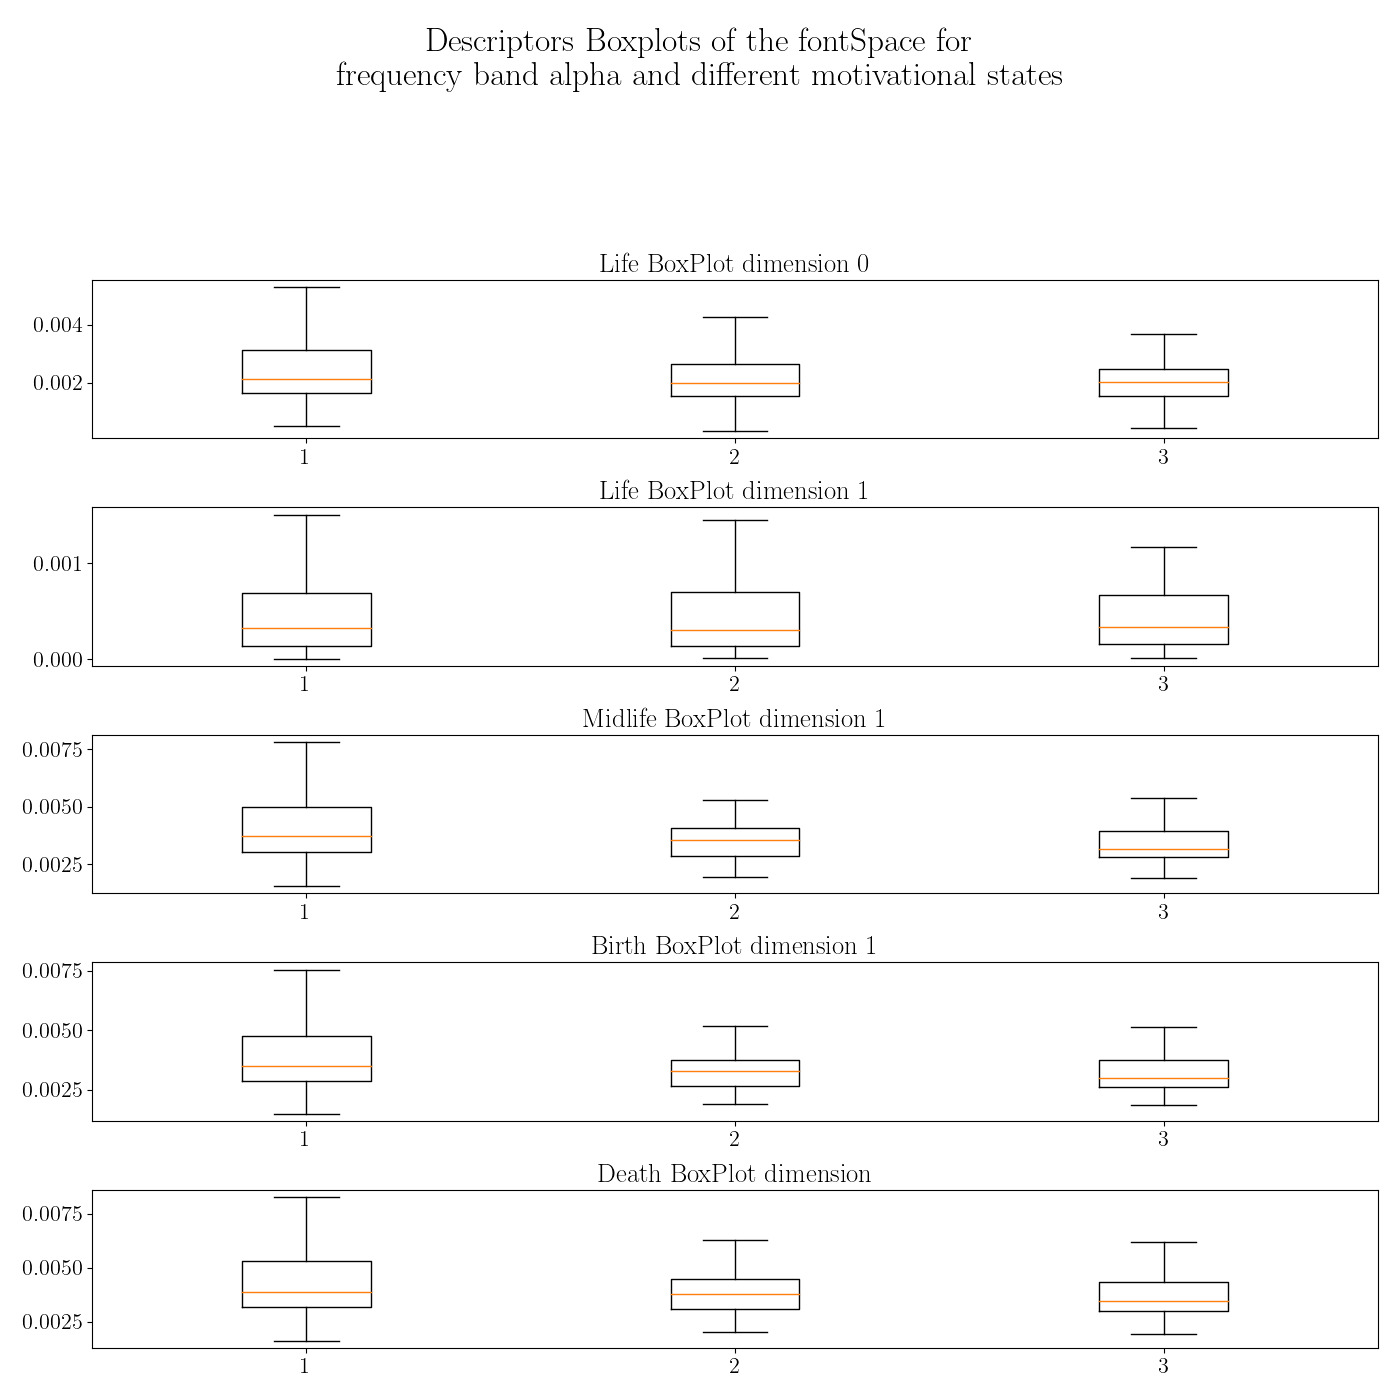 Descriptors Boxplots of the fontSpace for
frequency band alpha and different motivational states
Life BoxPlot dimension 0
0.004
0.002
1 2 3
Life BoxPlot dimension 1
0.001
0.000
1 2 3
Midlife BoxPlot dimension 1
0.0075
0.0050
0.0025
1 2 3
Birth BoxPlot dimension 1
0.0075
0.0050
0.0025
1 2 3
Death BoxPlot dimension
0.0075
0.0050
0.0025
1 2 3